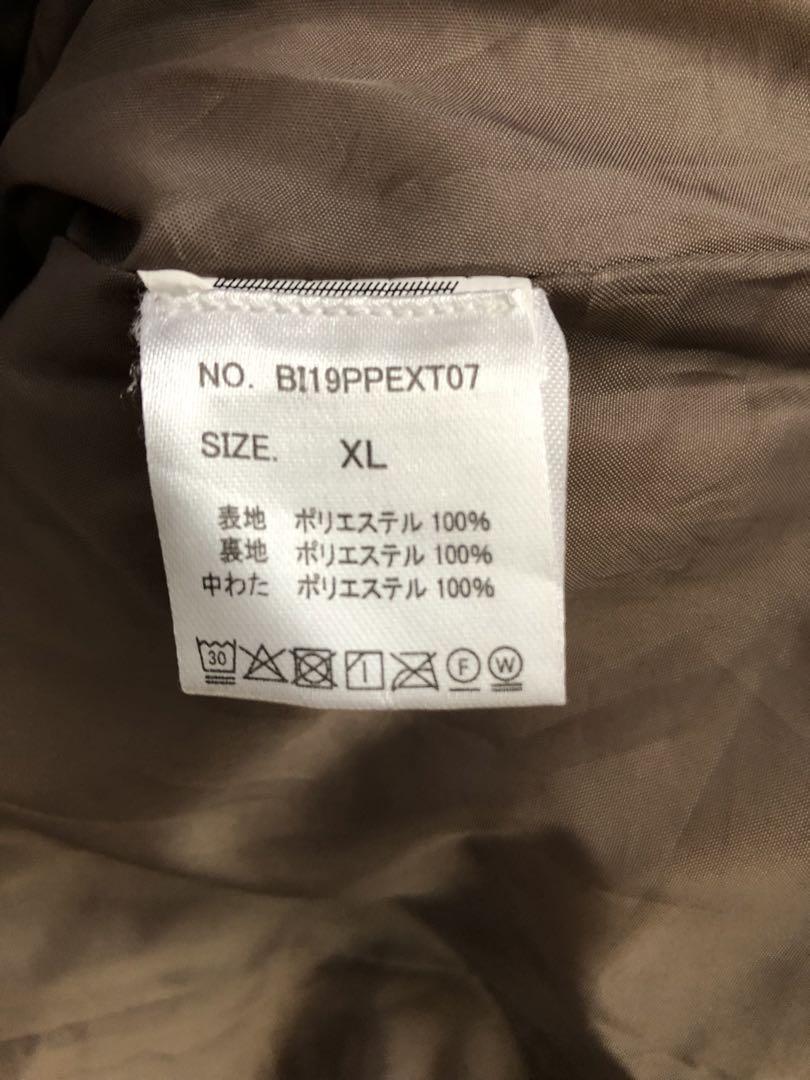 NO. BI19PPEXT07
SIZE. XL
表地 ポリエステル 100%
裏地 ポリエステル 100%
中わた ポリエステル 100%
30 F W